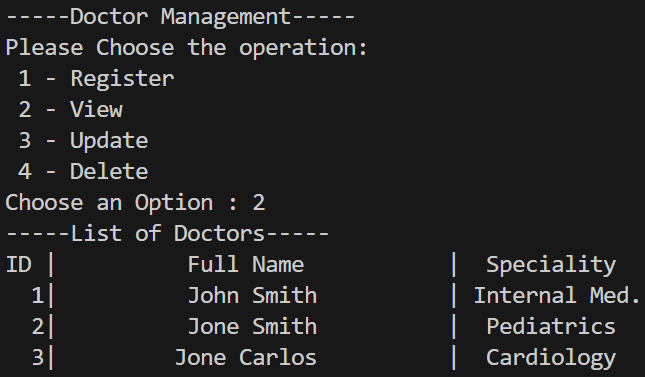 -----Doctor Management-----
Please Choose the operation:
 1 - Register
 2 - View
 3 - Update
 4 - Delete
Choose an Option : 2
-----List of Doctors-----
ID |          Full Name           |  Speciality
  1|          John Smith          | Internal Med.
  2|          Jone Smith          |  Pediatrics
  3|         Jone Carlos          |  Cardiology